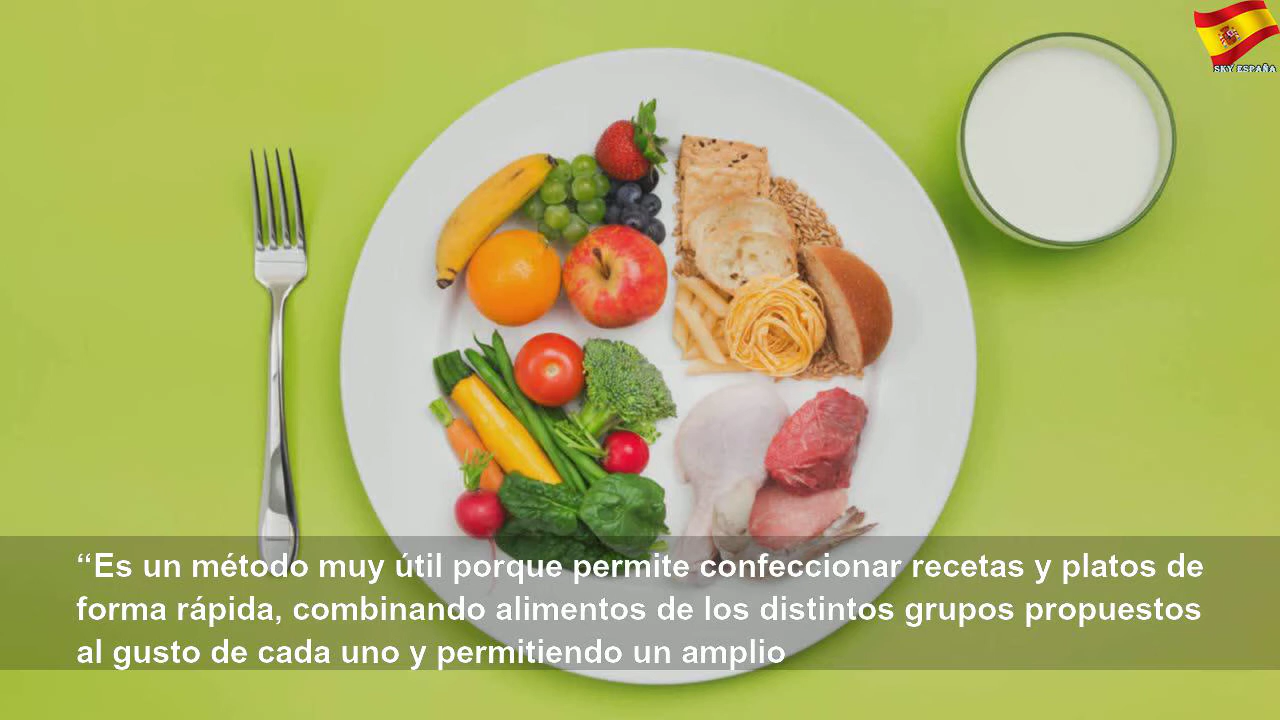 SKY ESPAÑA
“Es un método muy útil porque permite confeccionar recetas y platos de
forma rápida, combinando alimentos de los distintos grupos propuestos
al gusto de cada uno y permitiendo un amplio